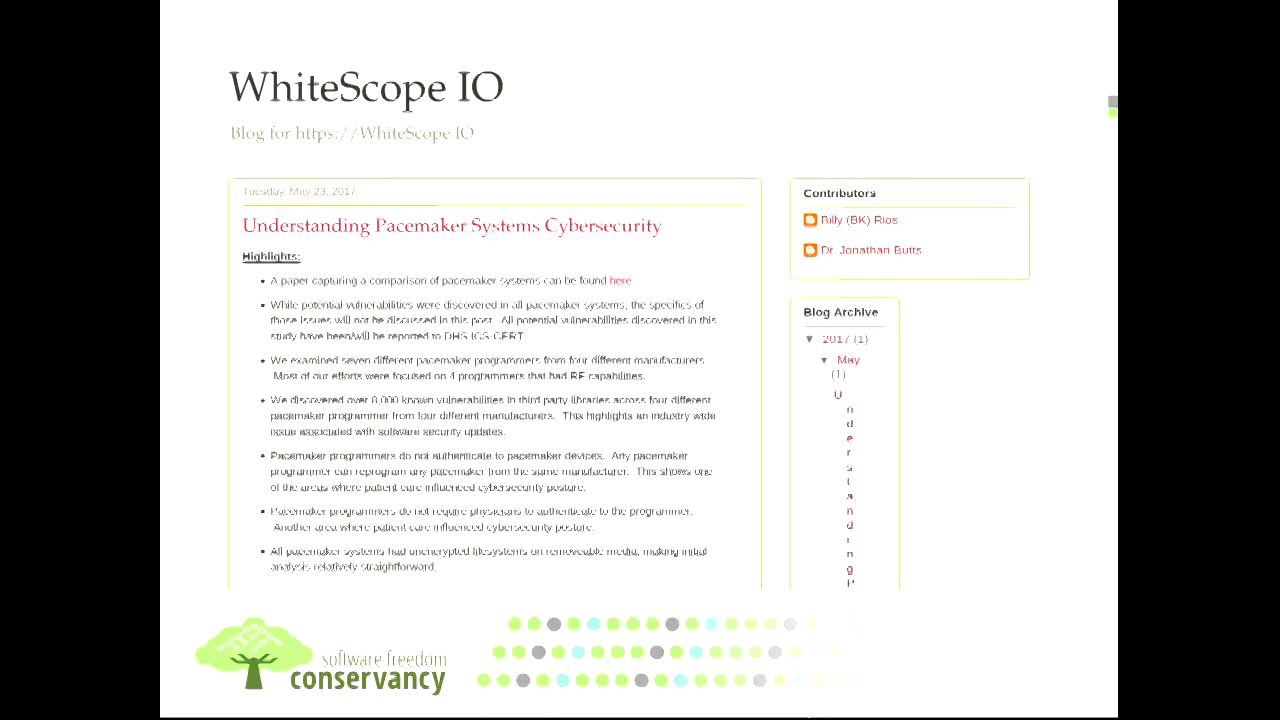 WhiteScope IO
Blog for https://WhiteScope.IO
Tuesday, May 23, 2017
Understanding Pacemaker Systems Cybersecurity
Highlights:
• A paper capturing a comparison of pacemaker systems can be found here
• While potential vulnerabilities were discovered in all pacemaker systems, the specifics of
those issues will not be discussed in this post. All potential vulnerabilities discovered in this
study have been/will be reported to DHS ICS-CERT
• We examined seven different pacemaker programmers from four different manufacturers.
Most of our efforts were focused on 4 programmers that had RF capabilities.
• We discovered over 8,000 known vulnerabilities in third party libraries across four different
pacemaker programmer from four different manufacturers. This highlights an industry wide
issue associated with software security updates.
• Pacemaker programmers do not authenticate to pacemaker devices. Any pacemaker
programmer can reprogram any pacemaker from the same manufacturer. This shows one
of the areas where patient care influenced cybersecurity posture.
• Pacemaker programmers do not require physicians to authenticate to the programmer.
Another area where patient care influenced cybersecurity posture.
• All pacemaker systems had unencrypted filesystems on removeable media, making initial
analysis relatively straightforward.
Contributors
Billy (BK) Rios
Dr. Jonathan Butts
Blog Archive
▼ 2017 (1)
▼ May
(1)
U
n
d
e
r
s
t
a
n
d
i
n
g
P
software freedom
conservancy